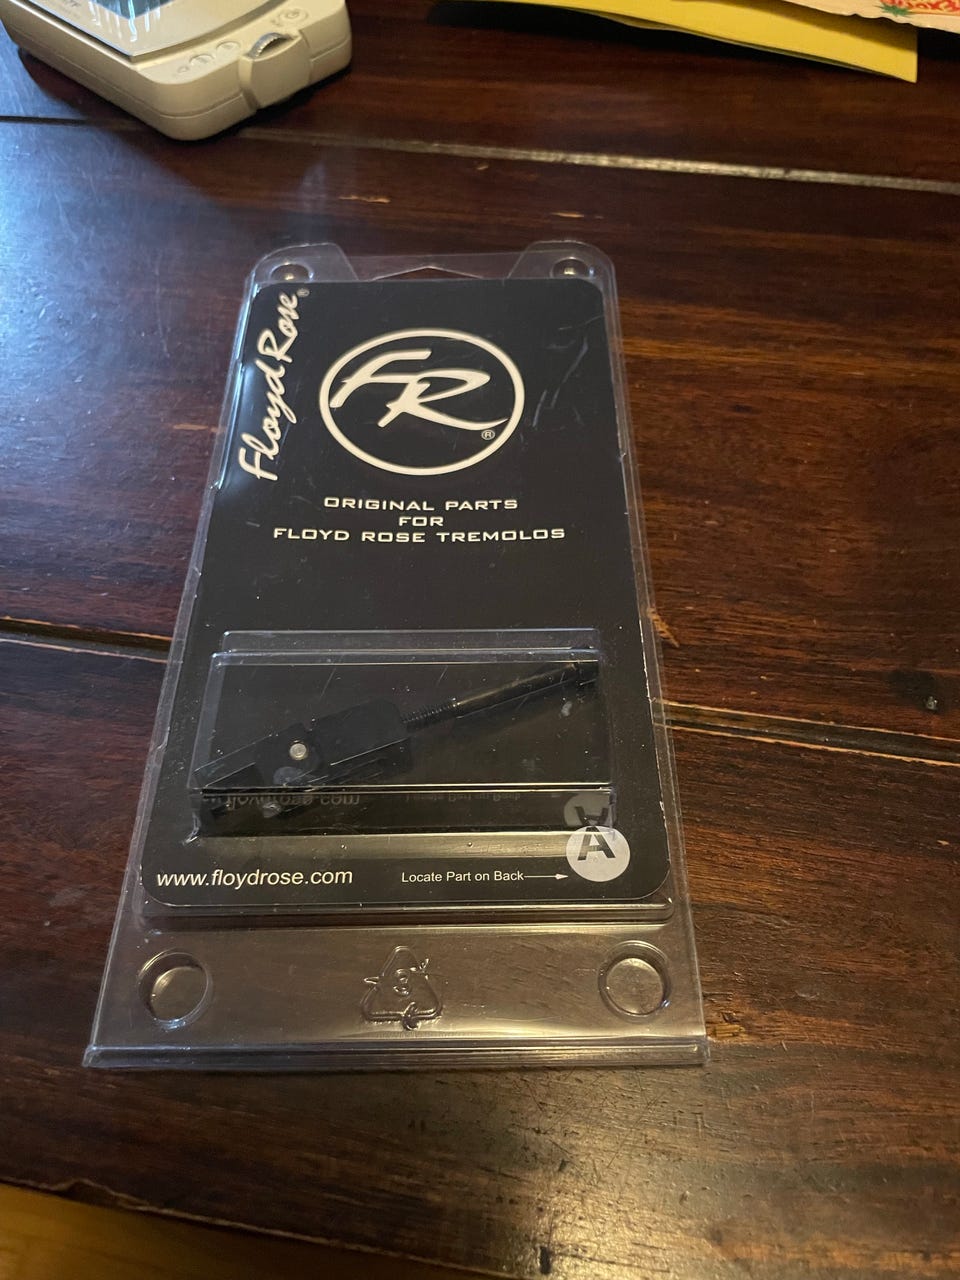 Floyd Rose®
FR®
ORIGINAL PARTS
FOR
FLOYD ROSE TREMOLOS
www.floydrose.com
Locate Part on Back
A